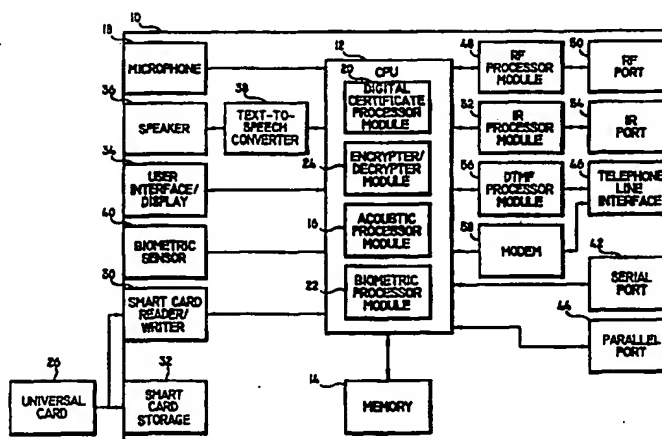 10
18
MICROPHONE
36
SPEAKER
38
TEXT-TO-
SPEECH
CONVERTER
34
USER
INTERFACE/
DISPLAY
40
BIOMETRIC
SENSOR
SMART CARD
READER/
WRITER
26
UNIVERSAL
CARD
32
SMART
CARD
STORAGE
12
CPU
20
DIGITAL
CERTIFICATE
PROCESSOR
MODULE
24
ENCRYPTER/
DECRYPTER
MODULE
16
ACOUSTIC
PROCESSOR
MODULE
22
BIOMETRIC
PROCESSOR
MODULE
14
MEMORY
48
RF
PROCESSOR
MODULE
50
RF
PORT
52
IR
PROCESSOR
MODULE
54
IR
PORT
56
DTMF
PROCESSOR
MODULE
46
TELEPHONE
LINE
INTERFACE
58
MODEM
42
SERIAL
PORT
44
PARALLEL
PORT